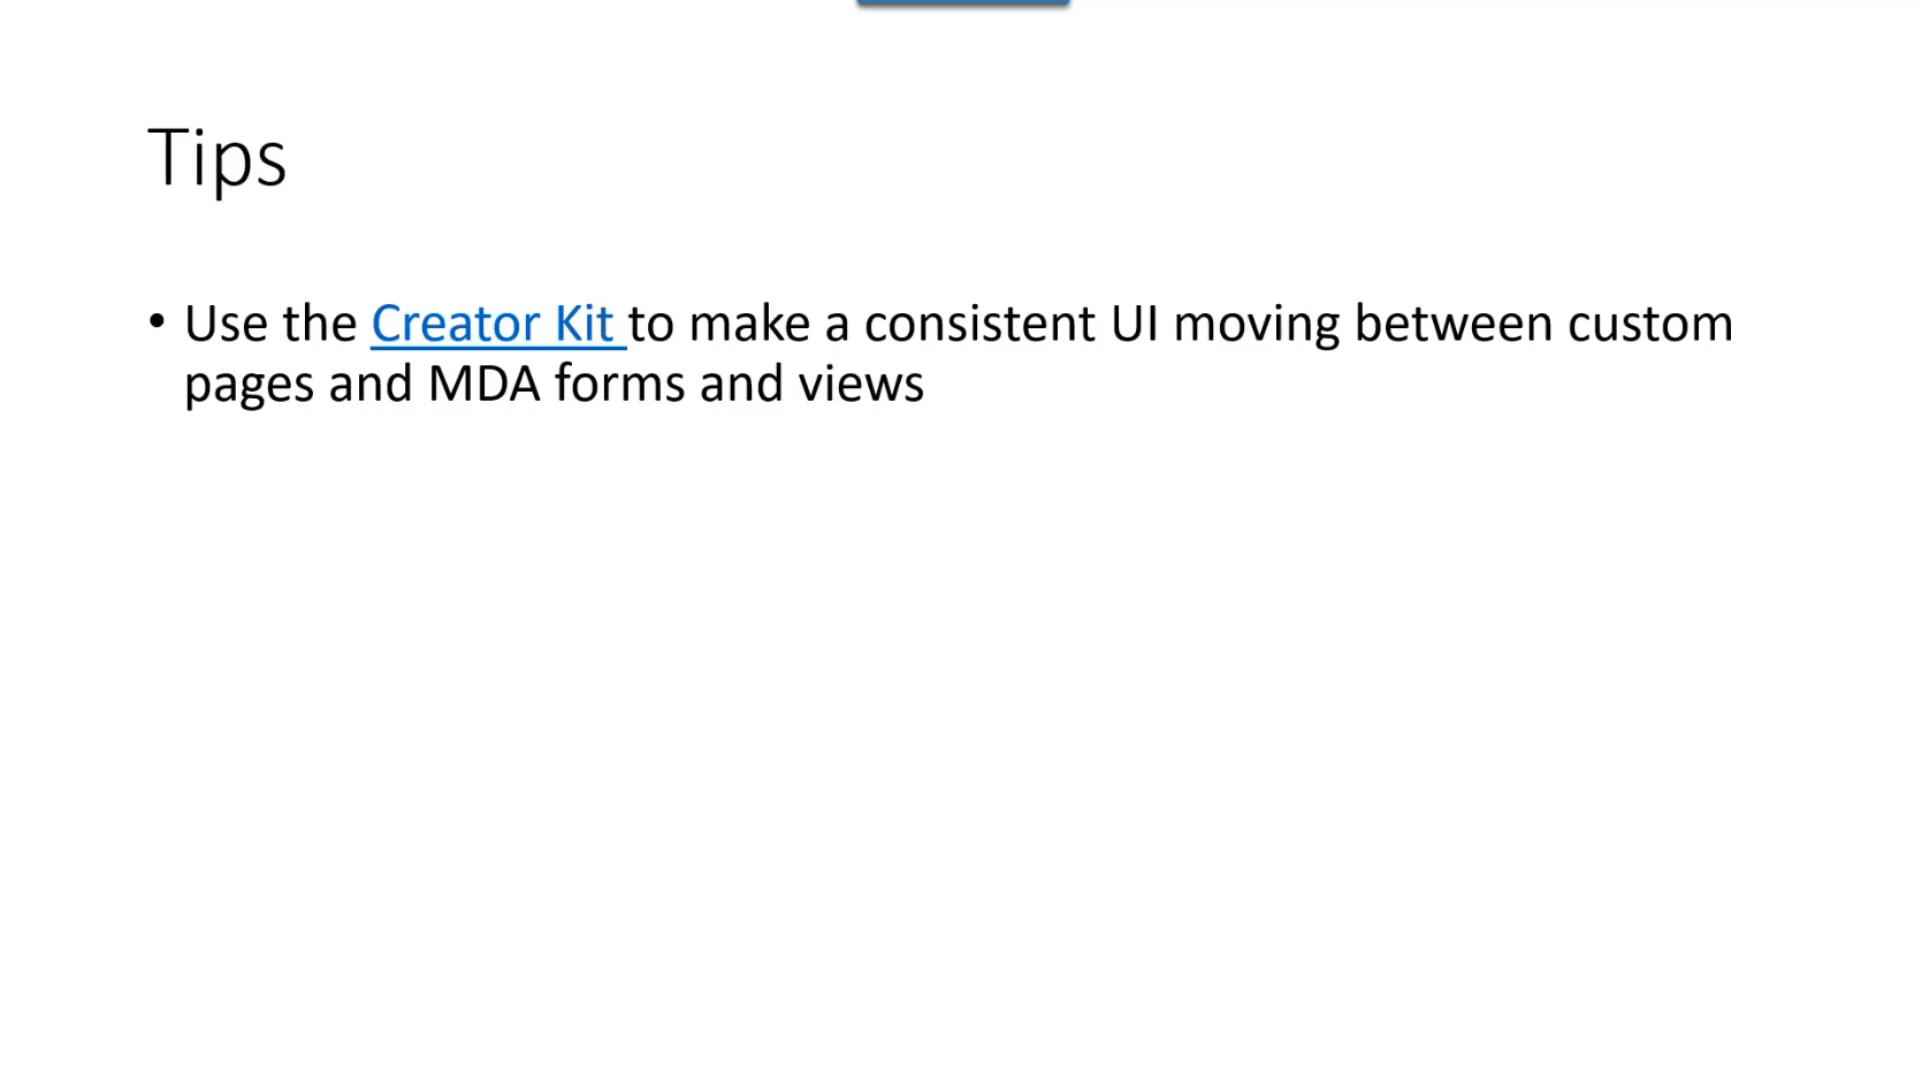 Tips
• Use the Creator Kit to make a consistent UI moving between custom
pages and MDA forms and views